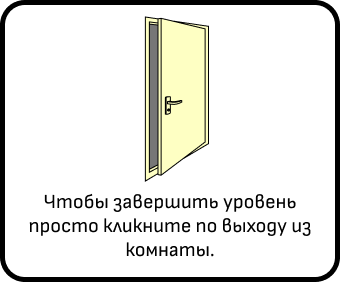 Чтобы завершить уровень
просто кликните по выходу из
комнаты.